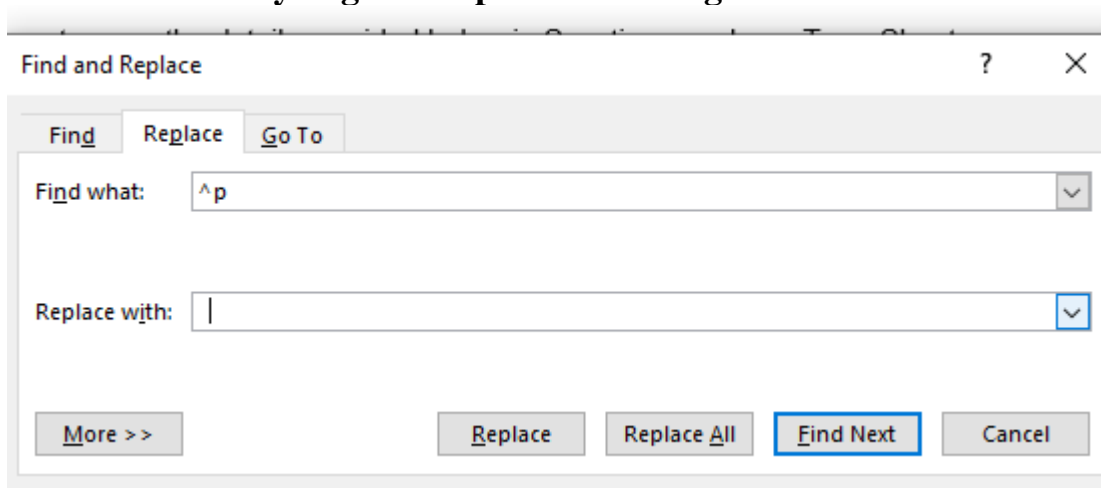 Find and Replace ?
Find Replace Go To
Find what: ^p
Replace with:
More >> Replace Replace All Find Next Cancel